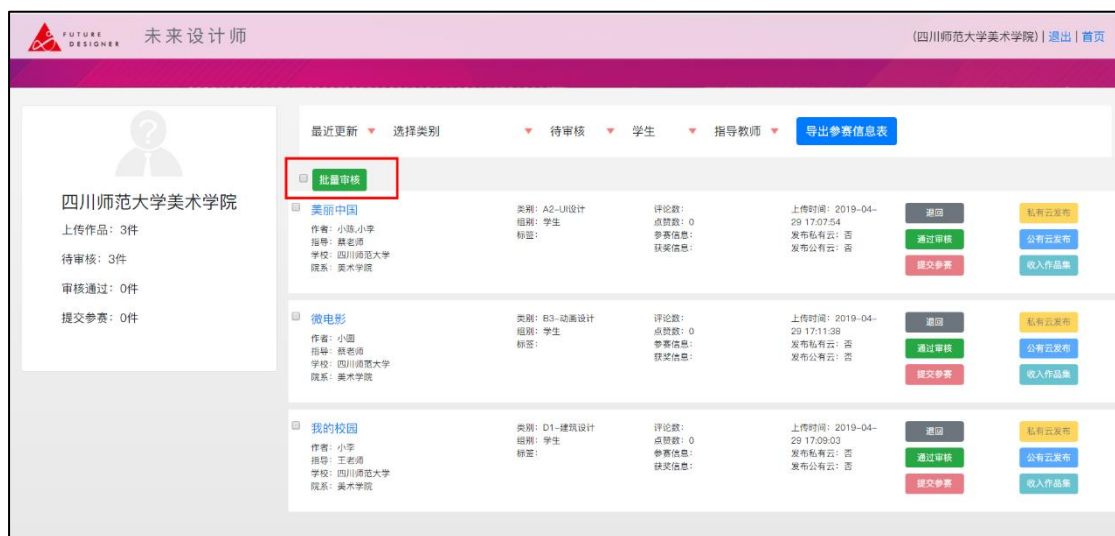 FUTURE
DESIGNER
未来设计师
(四川师范大学美术学院) | 退出 | 首页
四川师范大学美术学院
上传作品：3件
待审核：3件
审核通过：0件
提交参赛：0件
最近更新 选择类别 待审核 学生 指导教师 导出参赛信息表
批量审核
美丽中国
作者：小陈,小李
指导：蔡老师
学校：四川师范大学
院系：美术学院
类别：A2-UI设计
组别：学生
标签：
评论数：
点赞数：0
参赛信息：
获奖信息：
上传时间：2019-04-
29 17:07:54
发布私有云：否
发布公有云：否
退回
通过审核
提交参赛
私有云发布
公有云发布
收入作品集
微电影
作者：小圆
指导：蔡老师
学校：四川师范大学
院系：美术学院
类别：B3-动画设计
组别：学生
标签：
评论数：
点赞数：0
参赛信息：
获奖信息：
上传时间：2019-04-
29 17:11:38
发布私有云：否
发布公有云：否
退回
通过审核
提交参赛
私有云发布
公有云发布
收入作品集
我的校园
作者：小李
指导：王老师
学校：四川师范大学
院系：美术学院
类别：D1-建筑设计
组别：学生
标签：
评论数：
点赞数：0
参赛信息：
获奖信息：
上传时间：2019-04-
29 17:09:03
发布私有云：否
发布公有云：否
退回
通过审核
提交参赛
私有云发布
公有云发布
收入作品集